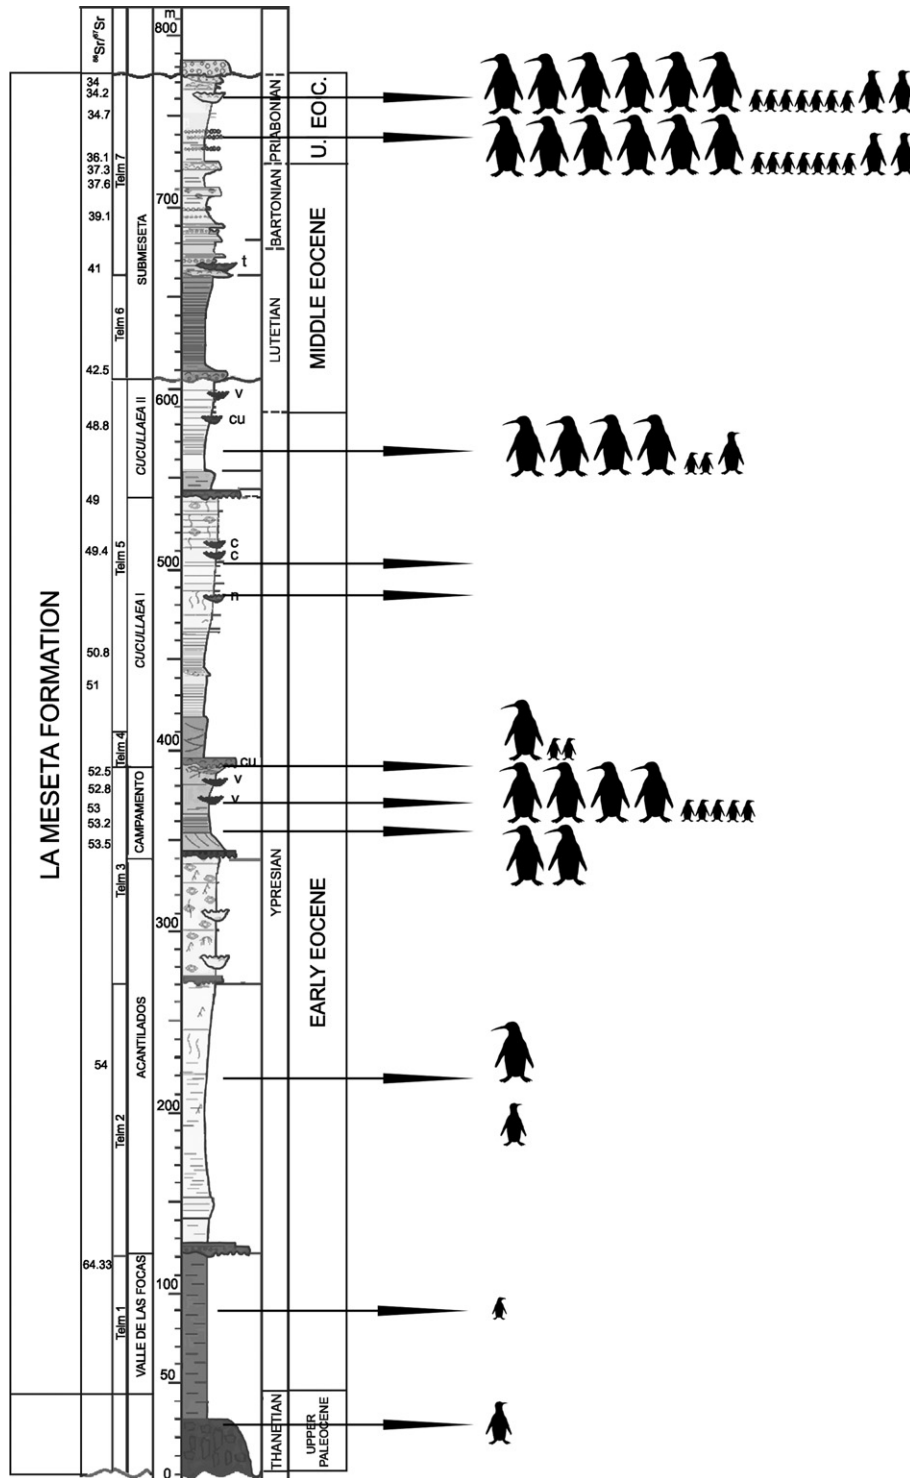 ⁸⁶Sr/⁸⁷Sr
m
800
34
34.2
34.7
36.1
37.3
37.6
39.1
41
42.5
48.8
49
49.4
50.8
51
52.5
52.8
53
53.2
53.5
54
64.33
LA MESETA FORMATION
Telm 7
Telm 6
Telm 5
Telm 4
Telm 3
Telm 2
Telm 1
SUBMESETA
CUCULLAEA II
CUCULLAEA I
CAMPAMENTO
ACANTILADOS
VALLE DE LAS FOCAS
700
600
500
400
300
200
100
50
0
t
v
cu
c
c
n
cu
v
v
PRIABONIAN
BARTONIAN
LUTETIAN
YPRESIAN
THANETIAN
U. EOC.
MIDDLE EOCENE
EARLY EOCENE
UPPER
PALEOCENE